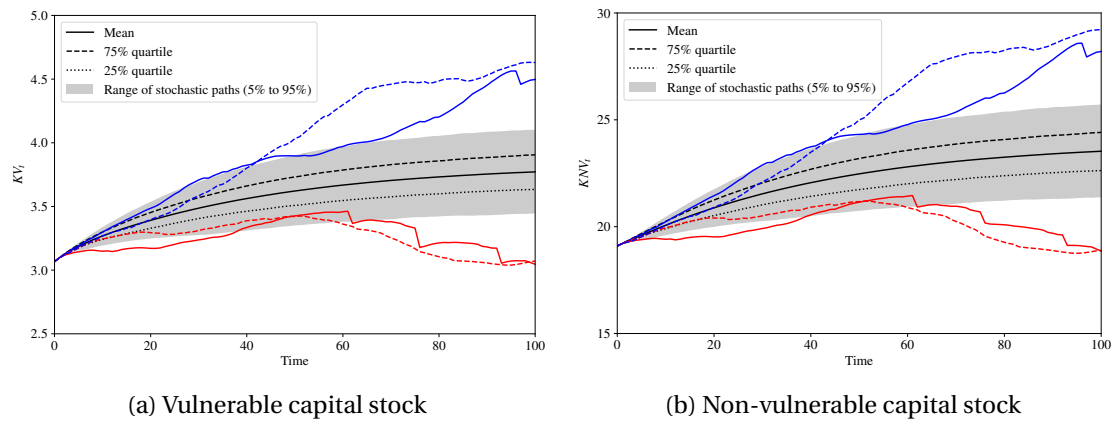 5.0
4.5
4.0
3.5
3.0
2.5
KV_t
Mean
75% quartile
25% quartile
Range of stochastic paths (5% to 95%)
0 20 40 60 80 100
Time
(a) Vulnerable capital stock
30
25
20
15
KNV_t
Mean
75% quartile
25% quartile
Range of stochastic paths (5% to 95%)
0 20 40 60 80 100
Time
(b) Non-vulnerable capital stock